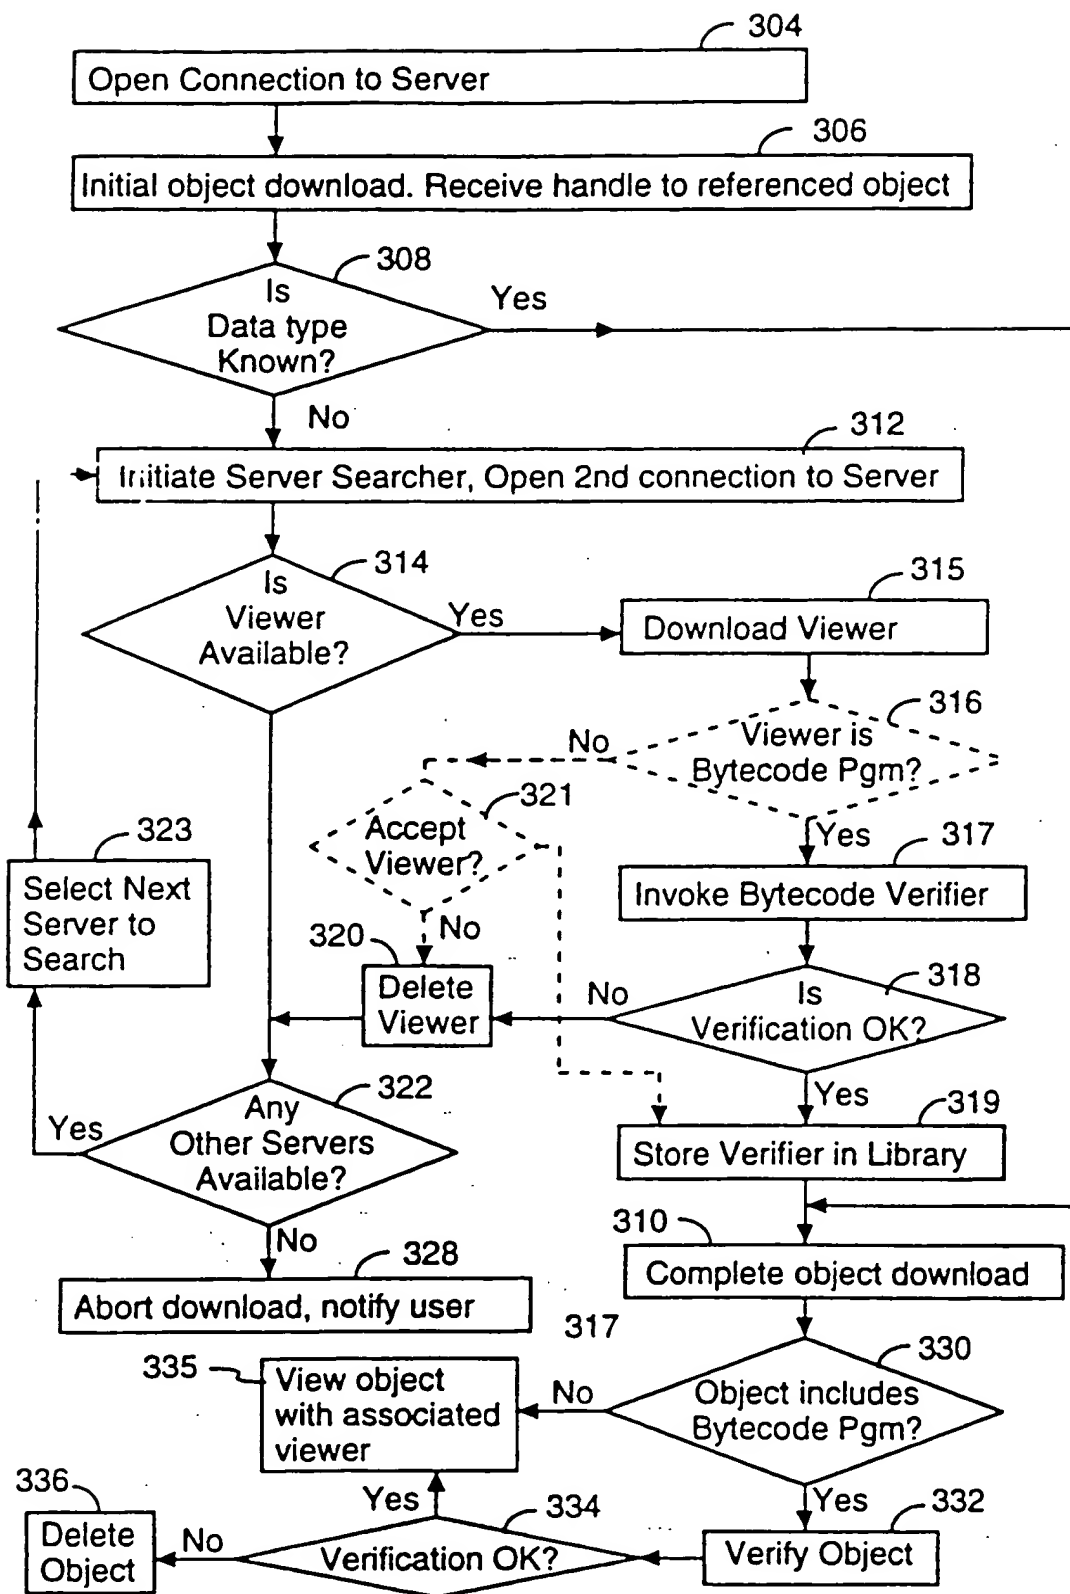 304
Open Connection to Server
306
Initial object download. Receive handle to referenced object
308
Is
Data type
Known?
Yes
No
312
Initiate Server Searcher, Open 2nd connection to Server
314
Is
Viewer
Available?
Yes
315
Download Viewer
316
Viewer is
Bytecode Pgm?
No
Yes
321
Accept
Viewer?
No
317
Invoke Bytecode Verifier
323
Select Next
Server to
Search
320
Delete
Viewer
318
Is
Verification OK?
No
Yes
322
Any
Other Servers
Available?
Yes
No
319
Store Verifier in Library
310
Complete object download
328
Abort download, notify user
317
330
Object includes
Bytecode Pgm?
No
Yes
335
View object
with associated
viewer
332
Verify Object
334
Verification OK?
Yes
No
336
Delete
Object